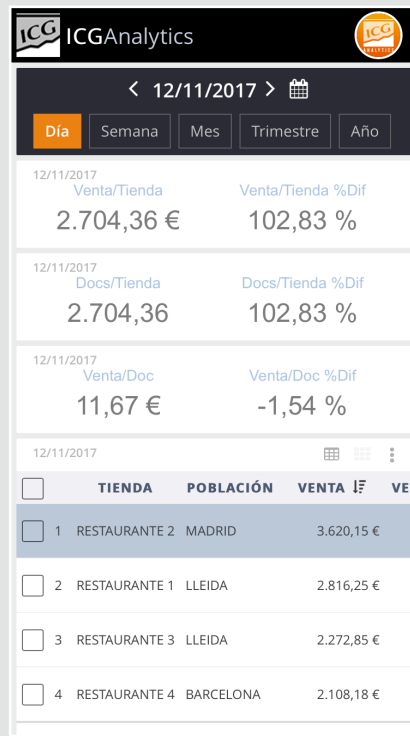 ICG ICGAnalytics ICG ANALYTICS
< 12/11/2017 >
Día Semana Mes Trimestre Año
12/11/2017
Venta/Tienda Venta/Tienda %Dif
2.704,36 € 102,83 %
12/11/2017
Docs/Tienda Docs/Tienda %Dif
2.704,36 102,83 %
12/11/2017
Venta/Doc Venta/Doc %Dif
11,67 € -1,54 %
12/11/2017
TIENDA POBLACIÓN VENTA VE
1 RESTAURANTE 2 MADRID 3.620,15 €
2 RESTAURANTE 1 LLEIDA 2.816,25 €
3 RESTAURANTE 3 LLEIDA 2.272,85 €
4 RESTAURANTE 4 BARCELONA 2.108,18 €